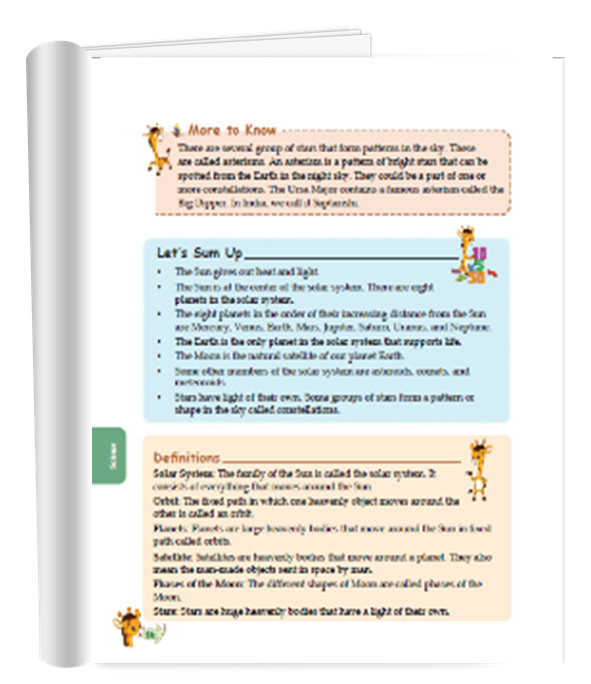 More to Know
There are several group of stars that form patterns in the sky. These
are called asterisms. An asterism is a pattern of bright stars that can be
spotted from the Earth in the night sky. They could be a part of one or
more constellations. The Ursa Major contains a famous asterism called the
Big Dipper. In India, we call it Saptarshi.
Let's Sum Up
• The Sun gives out heat and light.
• The Sun is at the center of the solar system. There are eight
planets in the solar system.
• The eight planets in the order of their increasing distance from the Sun
are Mercury, Venus, Earth, Mars, Jupiter, Saturn, Uranus, and Neptune.
• The Earth is the only planet in the solar system that supports life.
• The Moon is the natural satellite of our planet Earth.
• Some other members of the solar system are asteroids, comets, and
meteoroids.
• Stars have light of their own. Some groups of stars form a pattern or
shape in the sky called constellations.
Science
Definitions
Solar System: The family of the Sun is called the solar system. It
consists of everything that moves around the Sun.
Orbit: The fixed path in which one heavenly object moves around the
other is called an orbit.
Planets: Planets are large heavenly bodies that move around the Sun in fixed
path called orbits.
Satellite: Satellites are heavenly bodies that move around a planet. They also
mean the man-made objects sent in space by man.
Phases of the Moon: The different shapes of Moon are called phases of the
Moon.
Stars: Stars are huge heavenly bodies that have a light of their own.